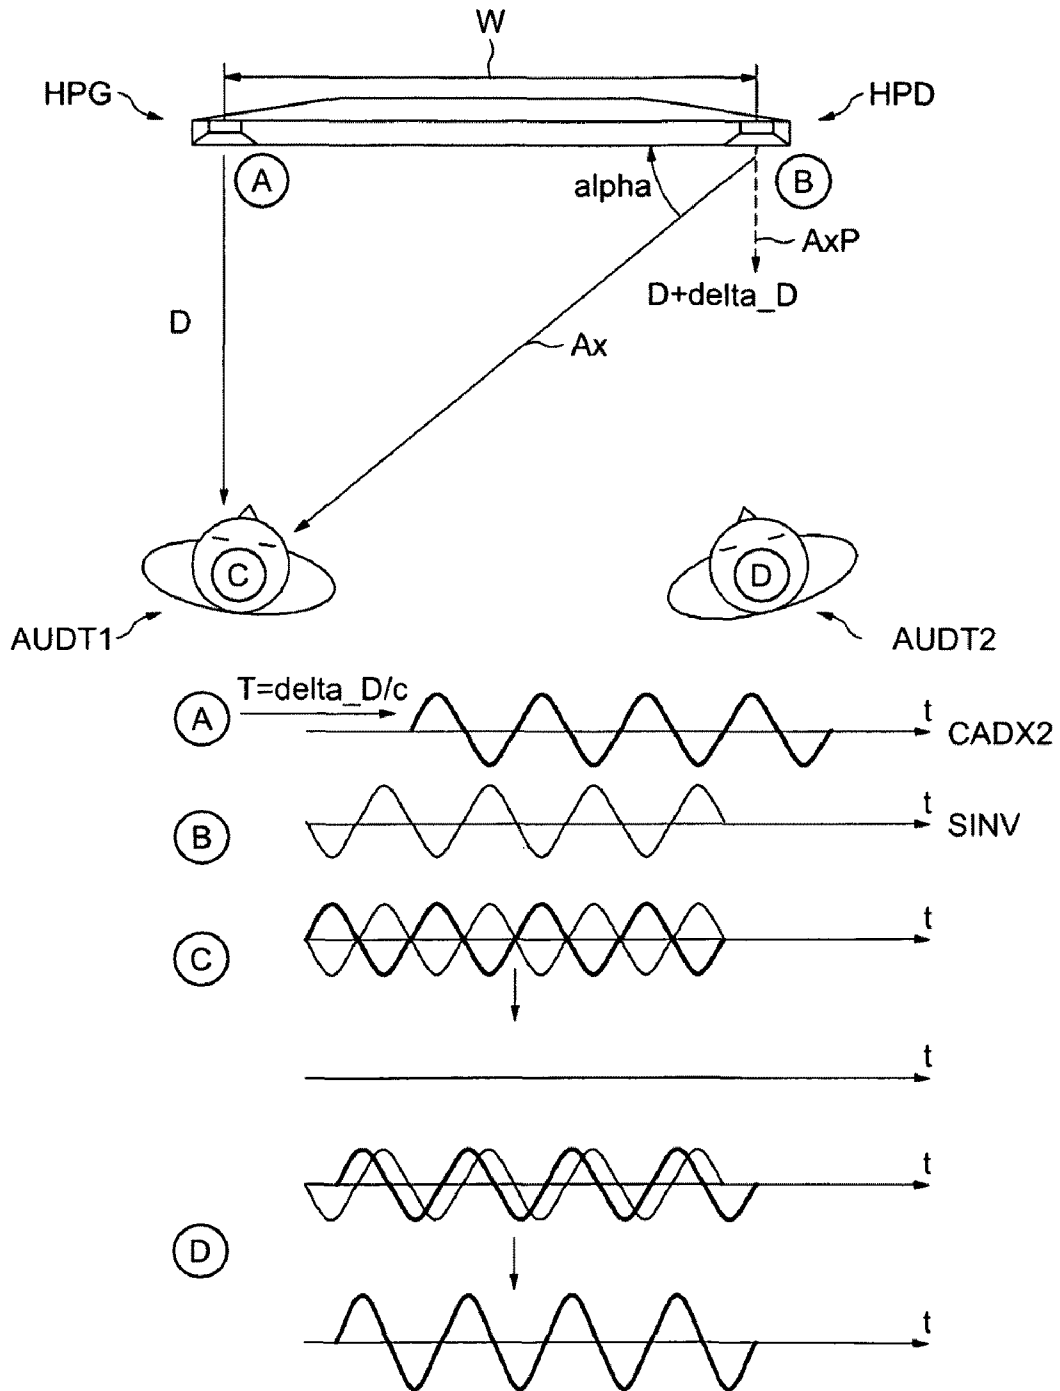 W
HPG
HPD
A
alpha
B
AxP
D+delta_D
D
Ax
C
D
AUDT1
AUDT2
A
T=delta_D/c
t
CADX2
B
t
SINV
C
t
t
t
D
t